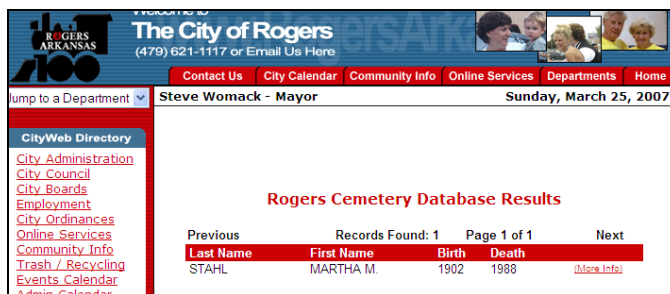 Welcome to
The City of Rogers
(479) 621-1117 or Email Us Here
ROGERS
ARKANSAS
100
Contact Us City Calendar Community Info Online Services Departments Home
Jump to a Department
Steve Womack - Mayor Sunday, March 25, 2007
CityWeb Directory
City Administration
City Council
City Boards
Employment
City Ordinances
Online Services
Community Info
Trash / Recycling
Events Calendar
Admin Calendar
Rogers Cemetery Database Results
Previous Records Found: 1 Page 1 of 1 Next
Last Name First Name Birth Death
STAHL MARTHA M. 1902 1988 (More Info)